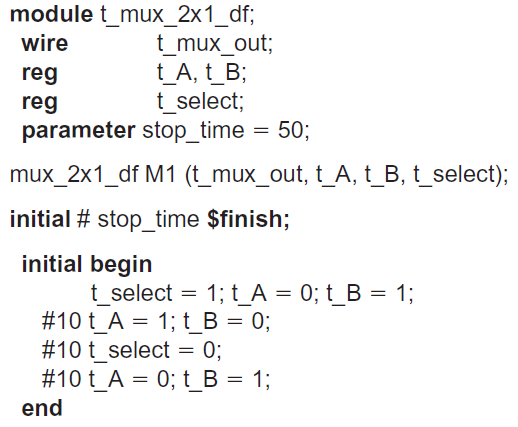 module t_mux_2x1_df;
wire t_mux_out;
reg t_A, t_B;
reg t_select;
parameter stop_time = 50;
mux_2x1_df M1 (t_mux_out, t_A, t_B, t_select);
initial # stop_time $finish;
initial begin
t_select = 1; t_A = 0; t_B = 1;
#10 t_A = 1; t_B = 0;
#10 t_select = 0;
#10 t_A = 0; t_B = 1;
end